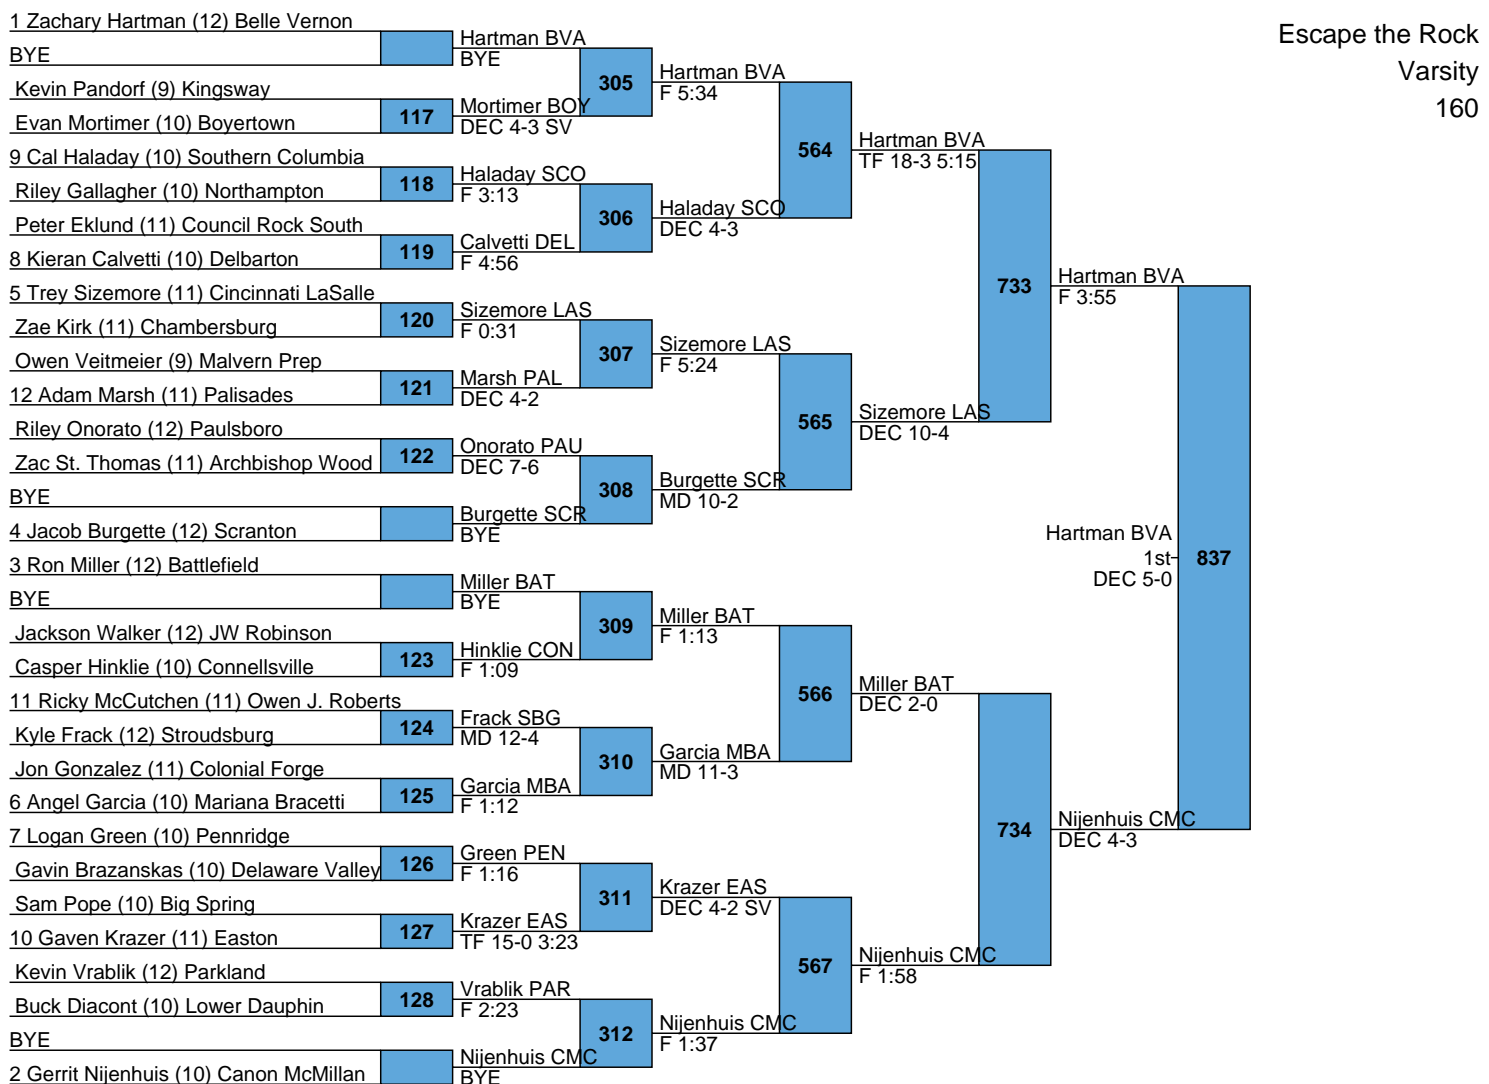 Escape the Rock
Varsity
160
1 Zachary Hartman (12) Belle Vernon
BYE
Kevin Pandorf (9) Kingsway
Evan Mortimer (10) Boyertown
9 Cal Haladay (10) Southern Columbia
Riley Gallagher (10) Northampton
Peter Eklund (11) Council Rock South
8 Kieran Calvetti (10) Delbarton
5 Trey Sizemore (11) Cincinnati LaSalle
Zae Kirk (11) Chambersburg
Owen Veitmeier (9) Malvern Prep
12 Adam Marsh (11) Palisades
Riley Onorato (12) Paulsboro
Zac St. Thomas (11) Archbishop Wood
BYE
4 Jacob Burgette (12) Scranton
3 Ron Miller (12) Battlefield
BYE
Jackson Walker (12) JW Robinson
Casper Hinklie (10) Connellsville
11 Ricky McCutchen (11) Owen J. Roberts
Kyle Frack (12) Stroudsburg
Jon Gonzalez (11) Colonial Forge
6 Angel Garcia (10) Mariana Bracetti
7 Logan Green (10) Pennridge
Gavin Brazanskas (10) Delaware Valley
Sam Pope (10) Big Spring
10 Gaven Krazer (11) Easton
Kevin Vrablik (12) Parkland
Buck Diacont (10) Lower Dauphin
BYE
2 Gerrit Nijenhuis (10) Canon McMillan
117
118
119
120
121
122
123
124
125
126
127
128
Hartman BVA
BYE
Mortimer BOY
DEC 4-3 SV
Haladay SCO
F 3:13
Calvetti DEL
F 4:56
Sizemore LAS
F 0:31
Marsh PAL
DEC 4-2
Onorato PAU
DEC 7-6
Burgette SCR
BYE
Miller BAT
BYE
Hinklie CON
F 1:09
Frack SBG
MD 12-4
Garcia MBA
F 1:12
Green PEN
F 1:16
Krazer EAS
TF 15-0 3:23
Vrablik PAR
F 2:23
Nijenhuis CMC
BYE
305
306
307
308
309
310
311
312
Hartman BVA
F 5:34
Haladay SCO
DEC 4-3
Sizemore LAS
F 5:24
Burgette SCR
MD 10-2
Miller BAT
F 1:13
Garcia MBA
MD 11-3
Krazer EAS
DEC 4-2 SV
Nijenhuis CMC
F 1:37
564
565
566
567
Hartman BVA
TF 18-3 5:15
Sizemore LAS
DEC 10-4
Miller BAT
DEC 2-0
Nijenhuis CMC
F 1:58
733
734
Hartman BVA
F 3:55
Nijenhuis CMC
DEC 4-3
837
Hartman BVA
1st
DEC 5-0